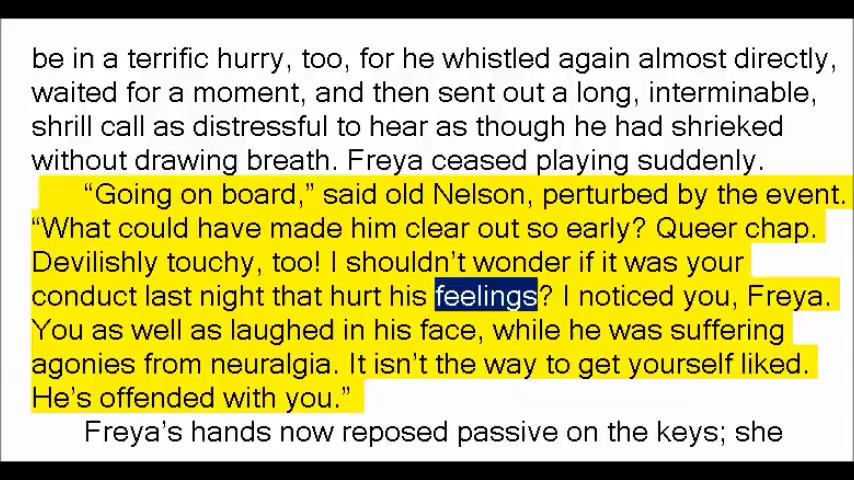 be in a terrific hurry, too, for he whistled again almost directly,
waited for a moment, and then sent out a long, interminable,
shrill call as distressful to hear as though he had shrieked
without drawing breath. Freya ceased playing suddenly.
“Going on board,” said old Nelson, perturbed by the event.
“What could have made him clear out so early? Queer chap.
Devilishly touchy, too! I shouldn’t wonder if it was your
conduct last night that hurt his feelings? I noticed you, Freya.
You as well as laughed in his face, while he was suffering
agonies from neuralgia. It isn’t the way to get yourself liked.
He’s offended with you.”
Freya’s hands now reposed passive on the keys; she